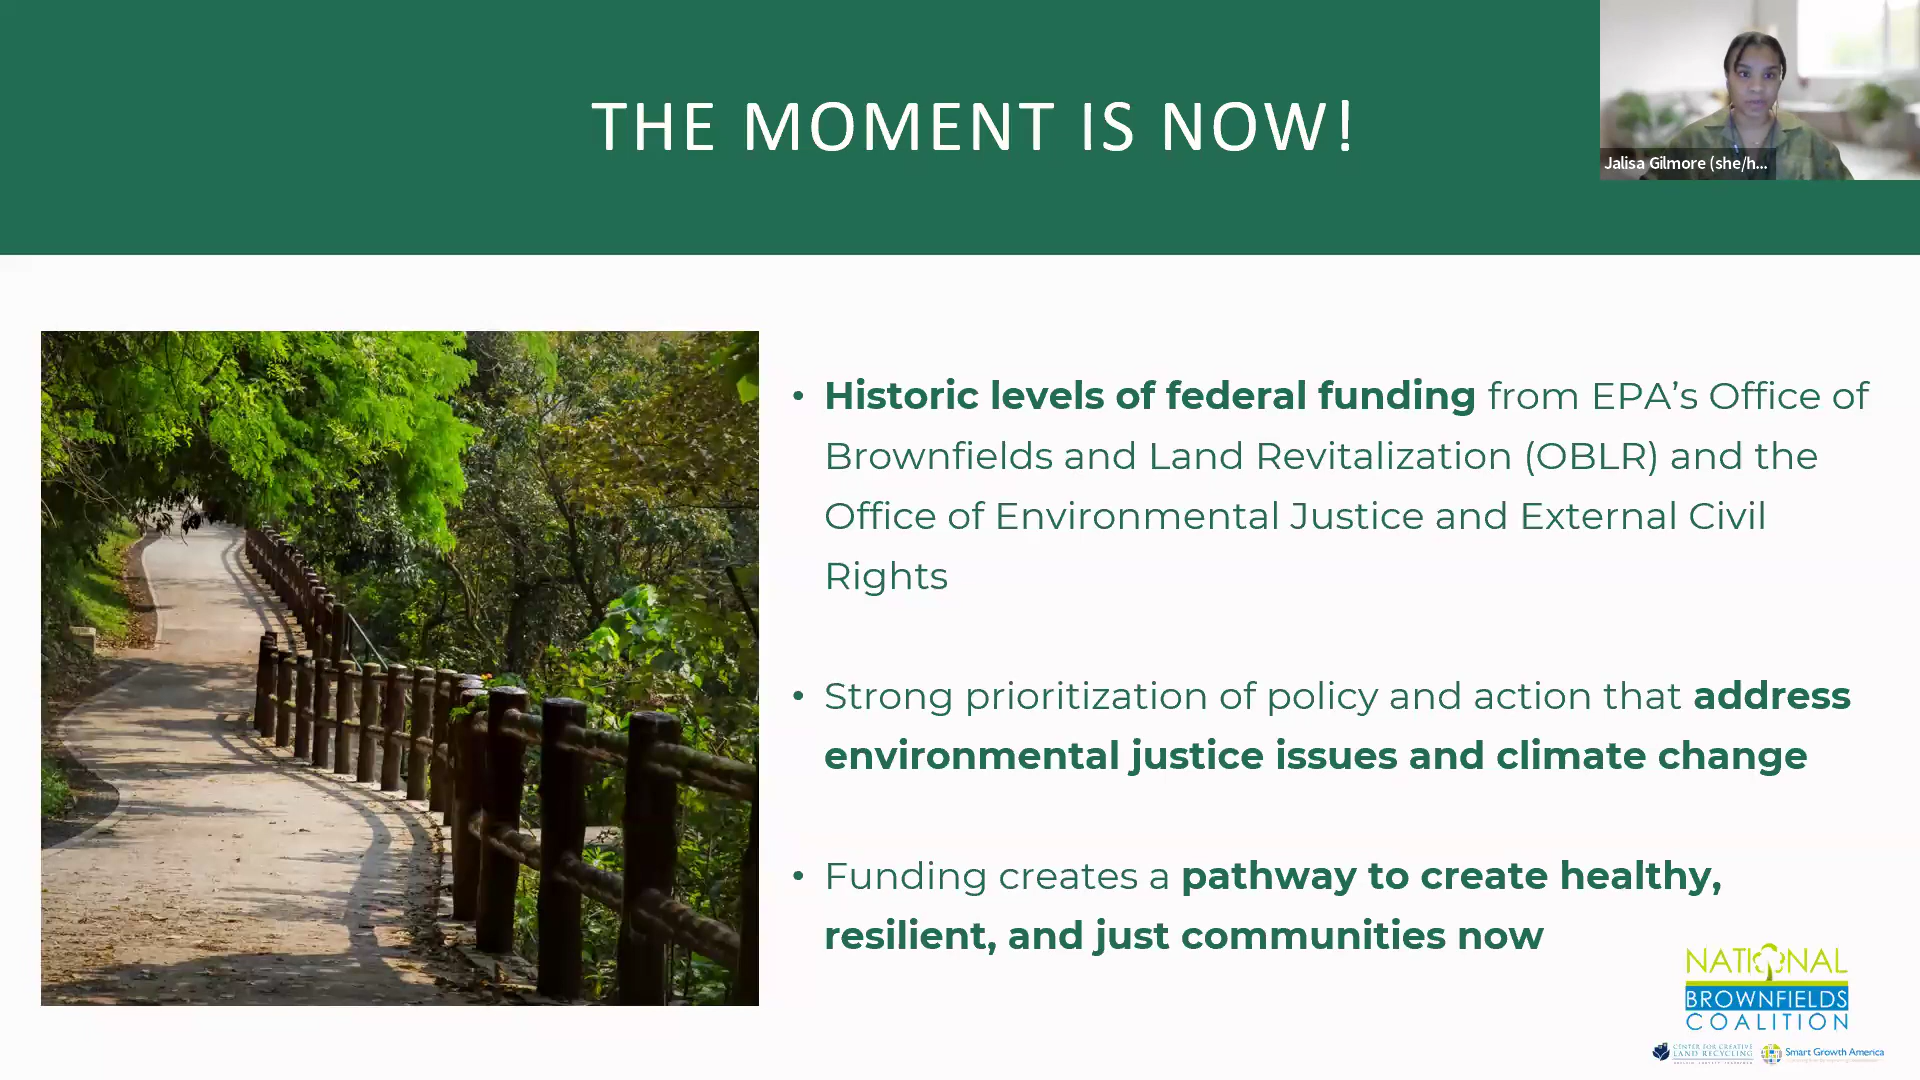 THE MOMENT IS NOW!
Jalisa Gilmore (she/h...
• Historic levels of federal funding from EPA’s Office of
Brownfields and Land Revitalization (OBLR) and the
Office of Environmental Justice and External Civil
Rights
• Strong prioritization of policy and action that address
environmental justice issues and climate change
• Funding creates a pathway to create healthy,
resilient, and just communities now
NATIONAL
BROWNFIELDS
COALITION
CENTER FOR CREATIVE
LAND RECYCLING
Smart Growth America